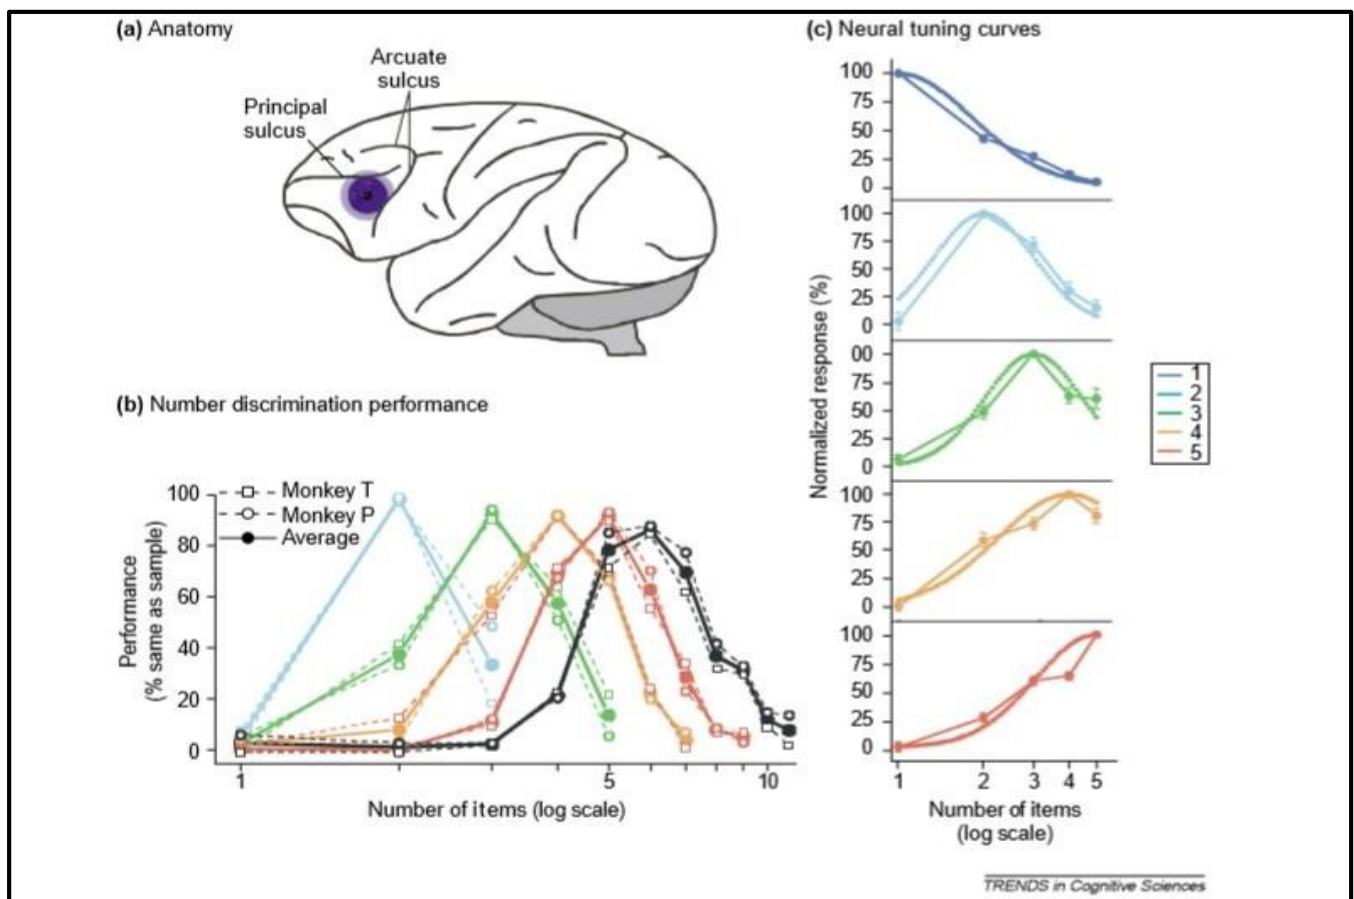 (a) Anatomy
Arcuate
sulcus
Principal
sulcus
(b) Number discrimination performance
100
80
60
40
20
0
Performance
(% same as sample)
Monkey T
Monkey P
Average
1
5
10
Number of items (log scale)
(c) Neural tuning curves
Normalized response (%)
100
75
50
25
0
100
75
50
25
0
00
75
50
25
0
100
75
50
25
0
100
75
50
25
0
1 2 3 4 5
Number of items
(log scale)
1
2
3
4
5
TRENDS in Cognitive Sciences